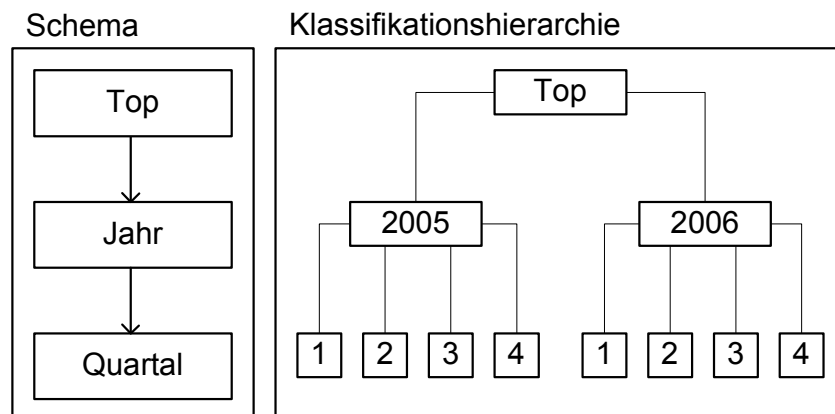 Schema
Top
Jahr
Quartal
Klassifikationshierarchie
Top
2005 2006
1 2 3 4 1 2 3 4